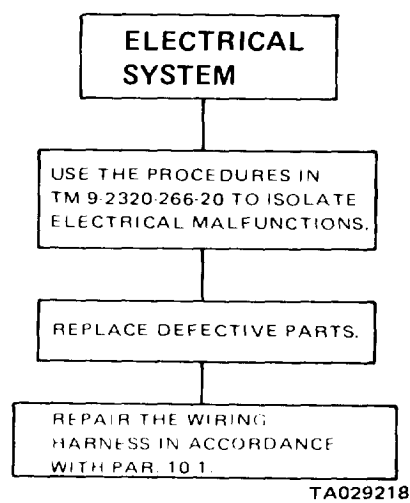 ELECTRICAL
SYSTEM
USE THE PROCEDURES IN
TM 9-2320-266-20 TO ISOLATE
ELECTRICAL MALFUNCTIONS.
REPLACE DEFECTIVE PARTS.
REPAIR THE WIRING
HARNESS IN ACCORDANCE
WITH PAR. 10 1.
TA029218